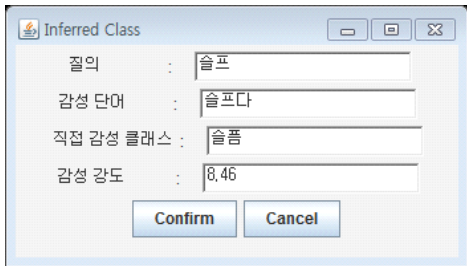 Inferred Class
질의 : 슬프
감성 단어 : 슬프다
직접 감성 클래스 : 슬픔
감성 강도 : 8.46
Confirm Cancel